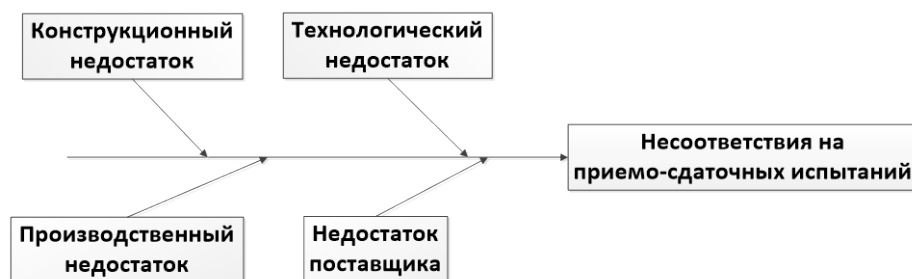 Конструкционный
недостаток
Технологический
недостаток
Несоответствия на
приемо-сдаточных испытаний
Производственный
недостаток
Недостаток
поставщика